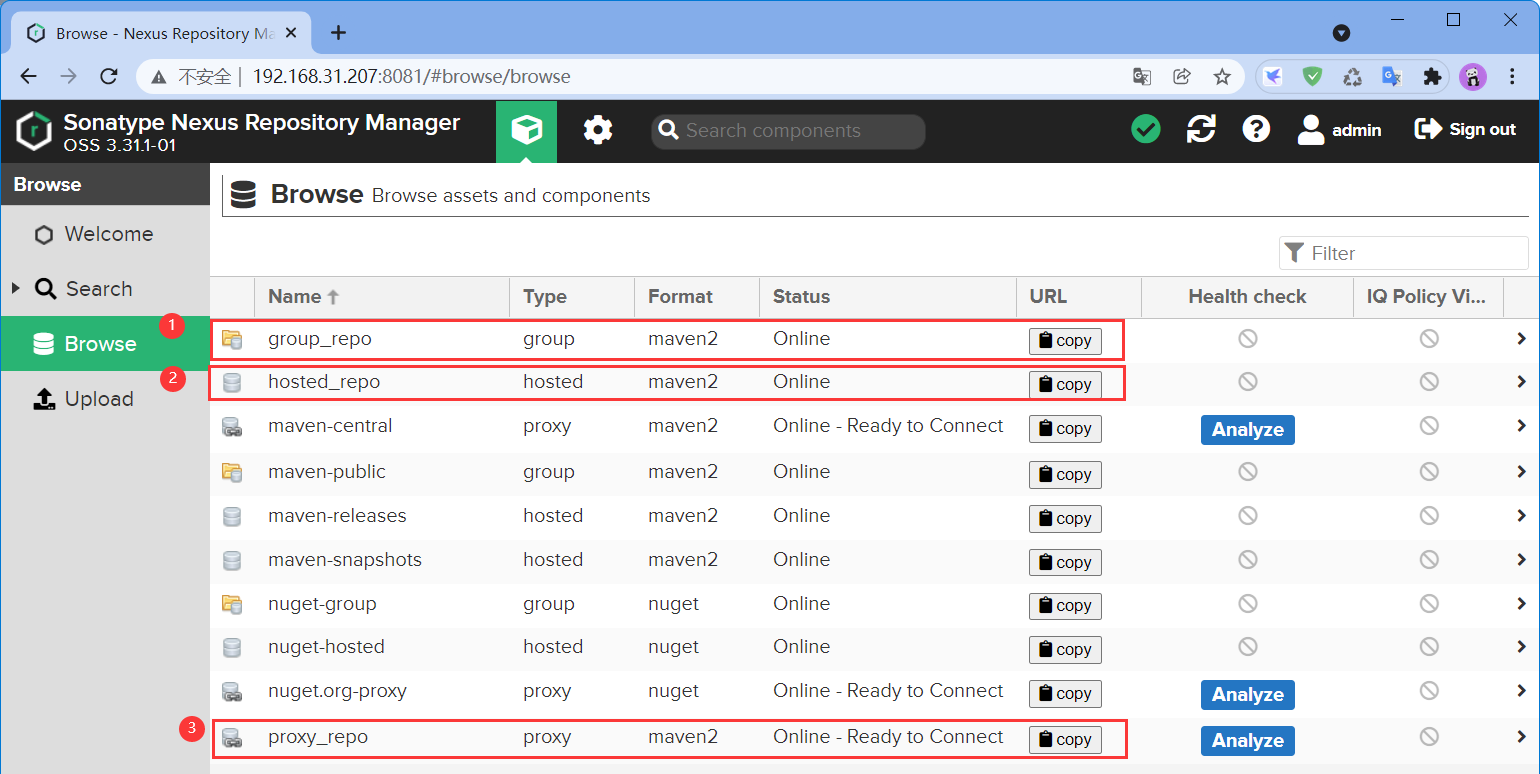 Browse - Nexus Repository Ma
不安全 | 192.168.31.207:8081/#browse/browse
Sonatype Nexus Repository Manager
OSS 3.31.1-01
Search components
admin
Sign out
Browse
Welcome
Search
Browse
Upload
1
2
3
Browse Browse assets and components
Filter
Name Type Format Status URL Health check IQ Policy Vi...
group_repo group maven2 Online copy
hosted_repo hosted maven2 Online copy
maven-central proxy maven2 Online - Ready to Connect copy Analyze
maven-public group maven2 Online copy
maven-releases hosted maven2 Online copy
maven-snapshots hosted maven2 Online copy
nuget-group group nuget Online copy
nuget-hosted hosted nuget Online copy
nuget.org-proxy proxy nuget Online - Ready to Connect copy Analyze
proxy_repo proxy maven2 Online - Ready to Connect copy Analyze